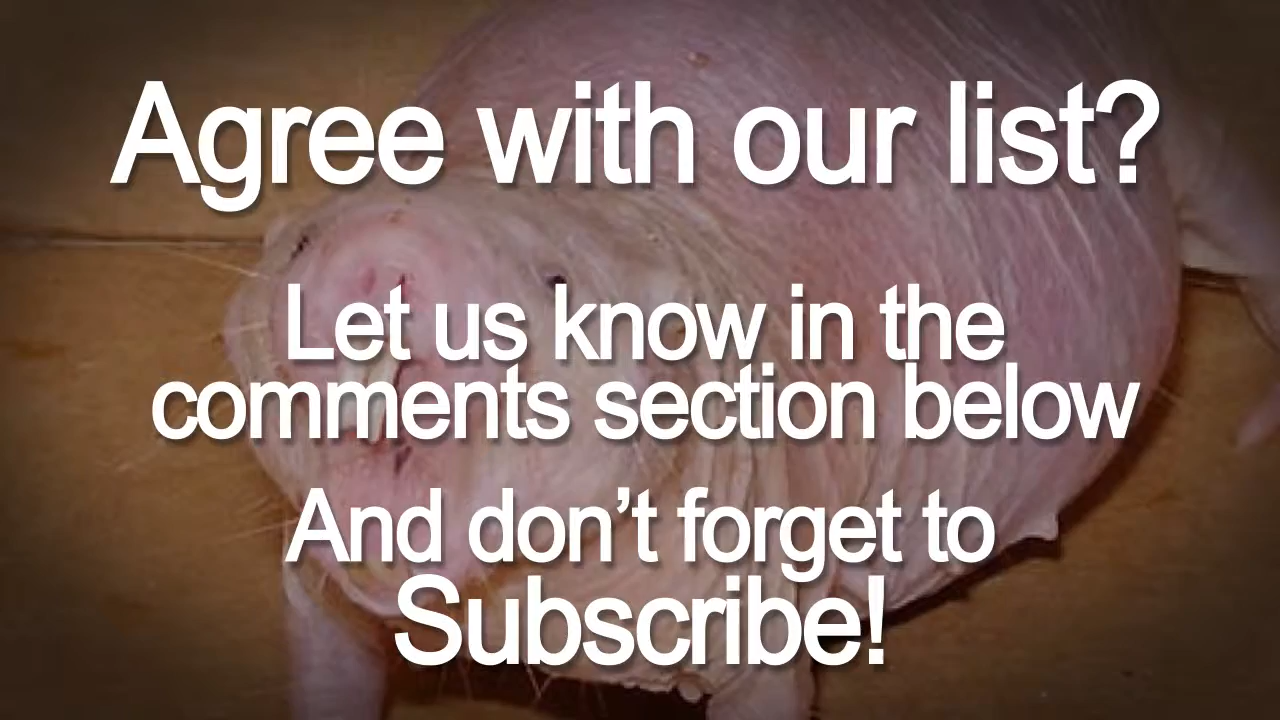 Agree with our list?
Let us know in the
comments section below
And don’t forget to
Subscribe!